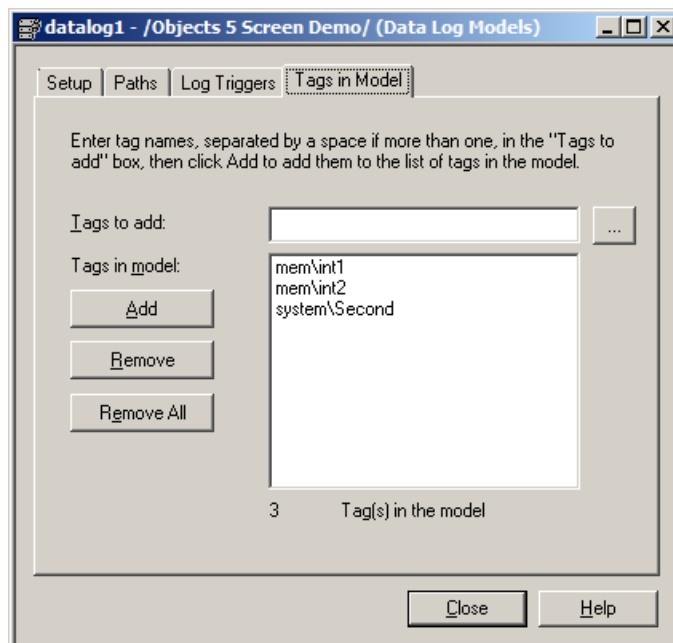 datalog1 - /Objects 5 Screen Demo/ (Data Log Models)
Setup Paths Log Triggers Tags in Model
Enter tag names, separated by a space if more than one, in the "Tags to
add" box, then click Add to add them to the list of tags in the model.
Tags to add:
...
Tags in model:
mem\int1
mem\int2
system\Second
Add
Remove
Remove All
3 Tag(s) in the model
Close Help